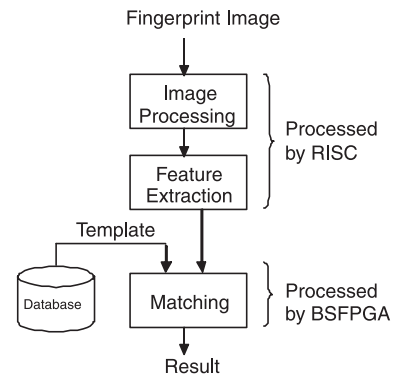 Fingerprint Image
Image
Processing
Processed
by RISC
Feature
Extraction
Template
Database
Matching
Processed
by BSFPGA
Result